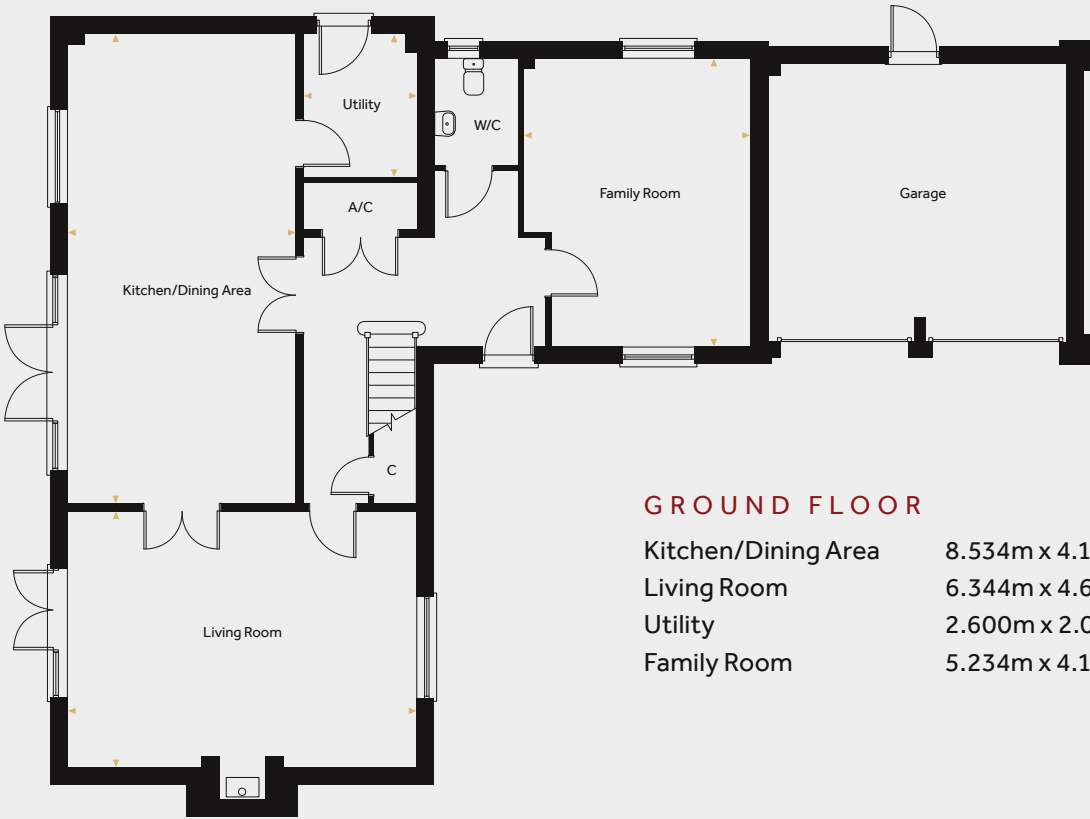 Utility
W/C
Family Room
Garage
A/C
Kitchen/Dining Area
C
Living Room
GROUND FLOOR
Kitchen/Dining Area 8.534m x 4.1
Living Room 6.344m x 4.6
Utility 2.600m x 2.0
Family Room 5.234m x 4.1